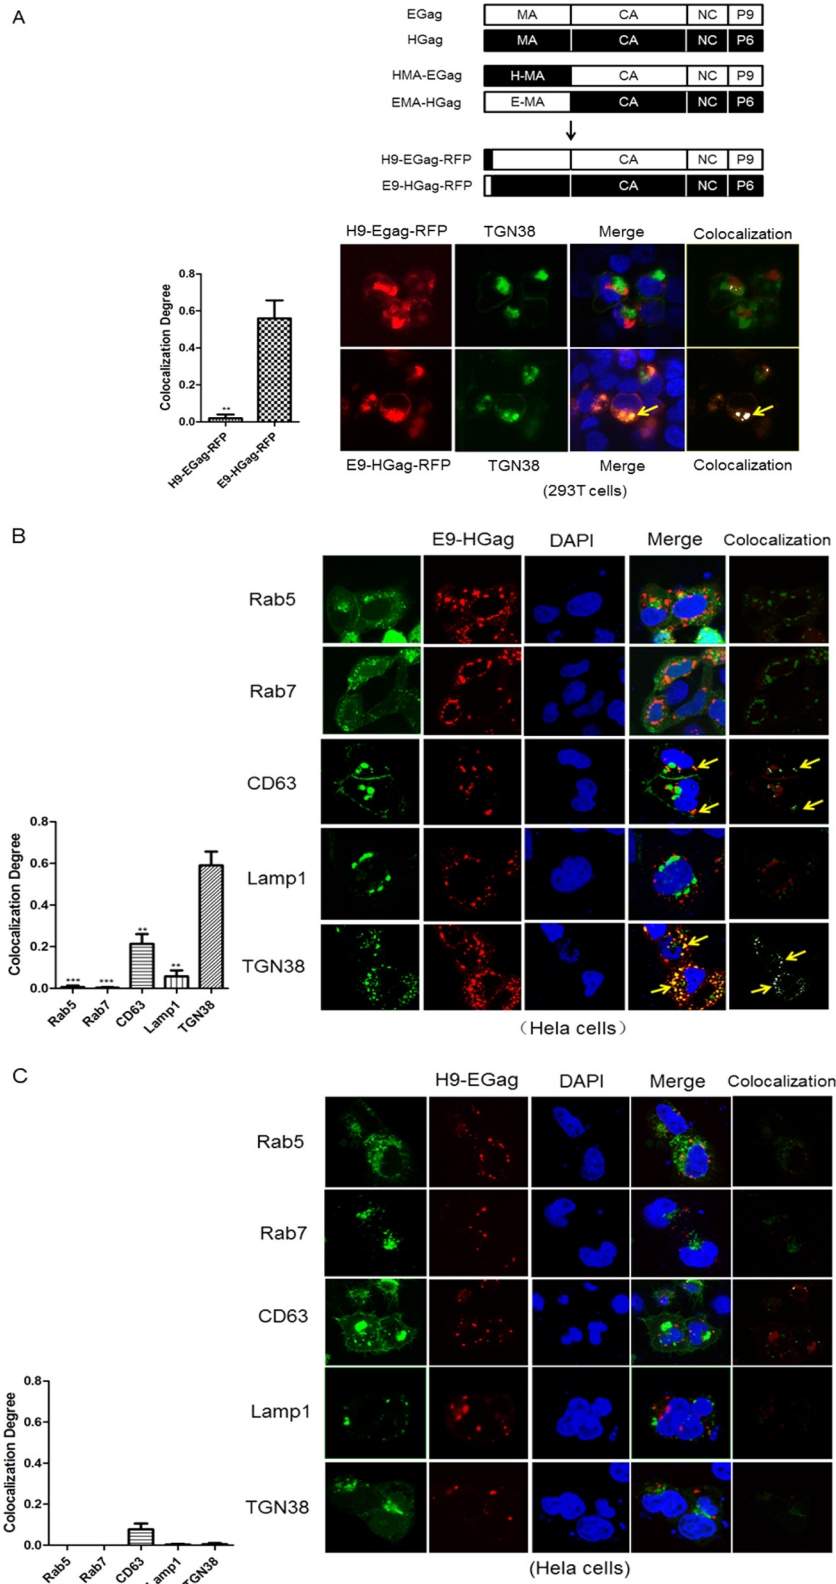 A
EGag MA CA NC P9
HGag MA CA NC P6
HMA-EGag H-MA CA NC P9
EMA-HGag E-MA CA NC P6
H9-EGag-RFP CA NC P9
E9-HGag-RFP CA NC P6
H9-Egag-RFP TGN38 Merge Colocalization
Colocalization Degree
0.8
0.6
0.4
0.2
0.0
**
H9-EGag-RFP E9-HGag-RFP
E9-HGag-RFP TGN38 Merge Colocalization
(293T cells)
B
E9-HGag DAPI Merge Colocalization
Rab5
Rab7
CD63
Lamp1
TGN38
Colocalization Degree
0.8
0.6
0.4
0.2
0.0
*** *** ** **
Rab5 Rab7 CD63 Lamp1 TGN38
(Hela cells)
C
H9-EGag DAPI Merge Colocalization
Rab5
Rab7
CD63
Lamp1
TGN38
Colocalization Degree
0.8
0.6
0.4
0.2
0.0
Rab5 Rab7 CD63 Lamp1 TGN38
(Hela cells)